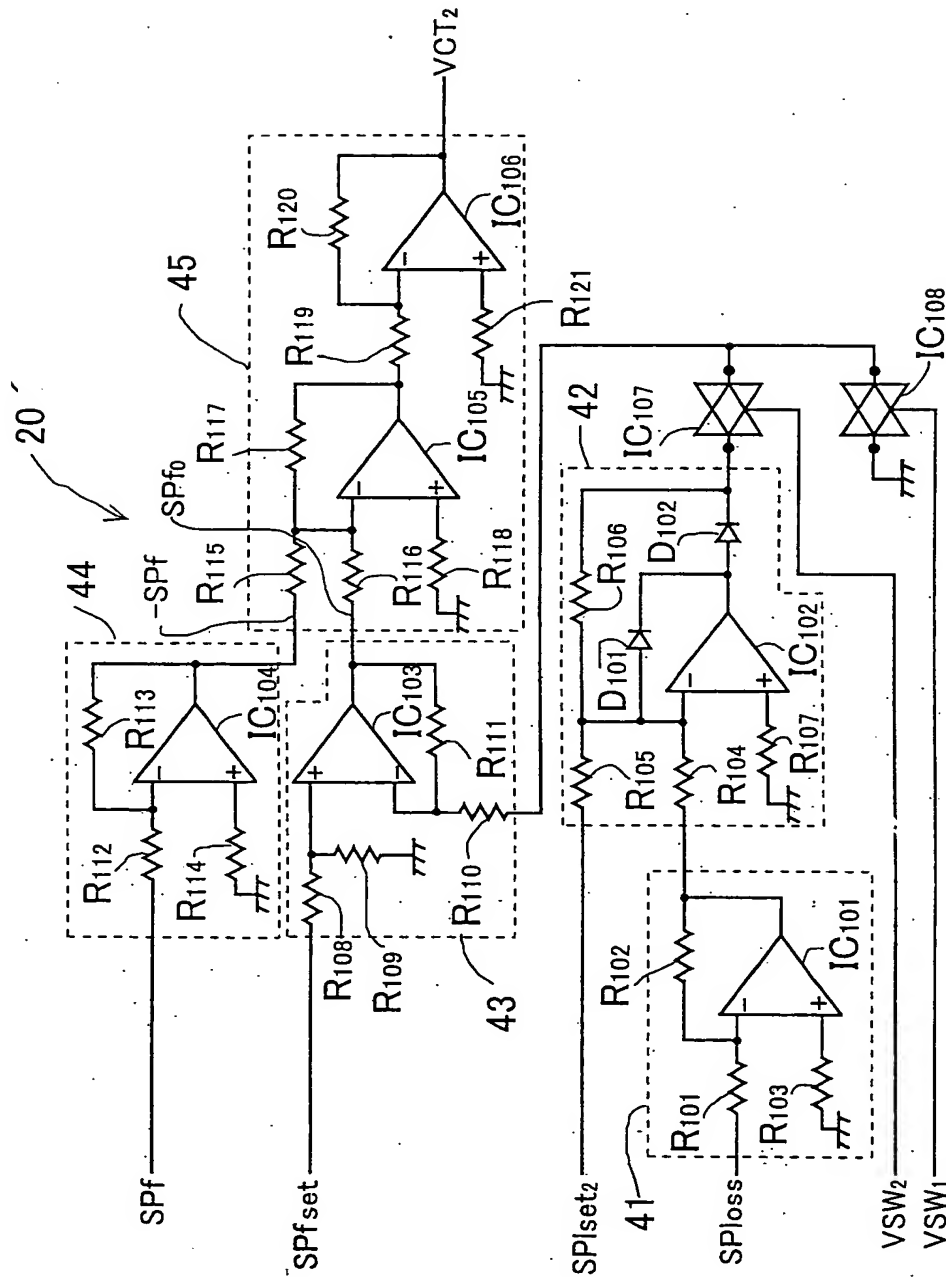 20'
44
45
SPf
R112
R113
R114
IC104
-SPf
SPf0
R115
R116
R117
R118
IC105
R119
R120
R121
IC106
VCT2
SPfset
R108
R109
R110
R111
IC103
43
42
SPlset2
R105
R106
R104
R107
D101
D102
IC102
IC107
IC108
41
SPloss
R101
R102
R103
IC101
VSW2
VSW1
- + - + - + + - - + - +